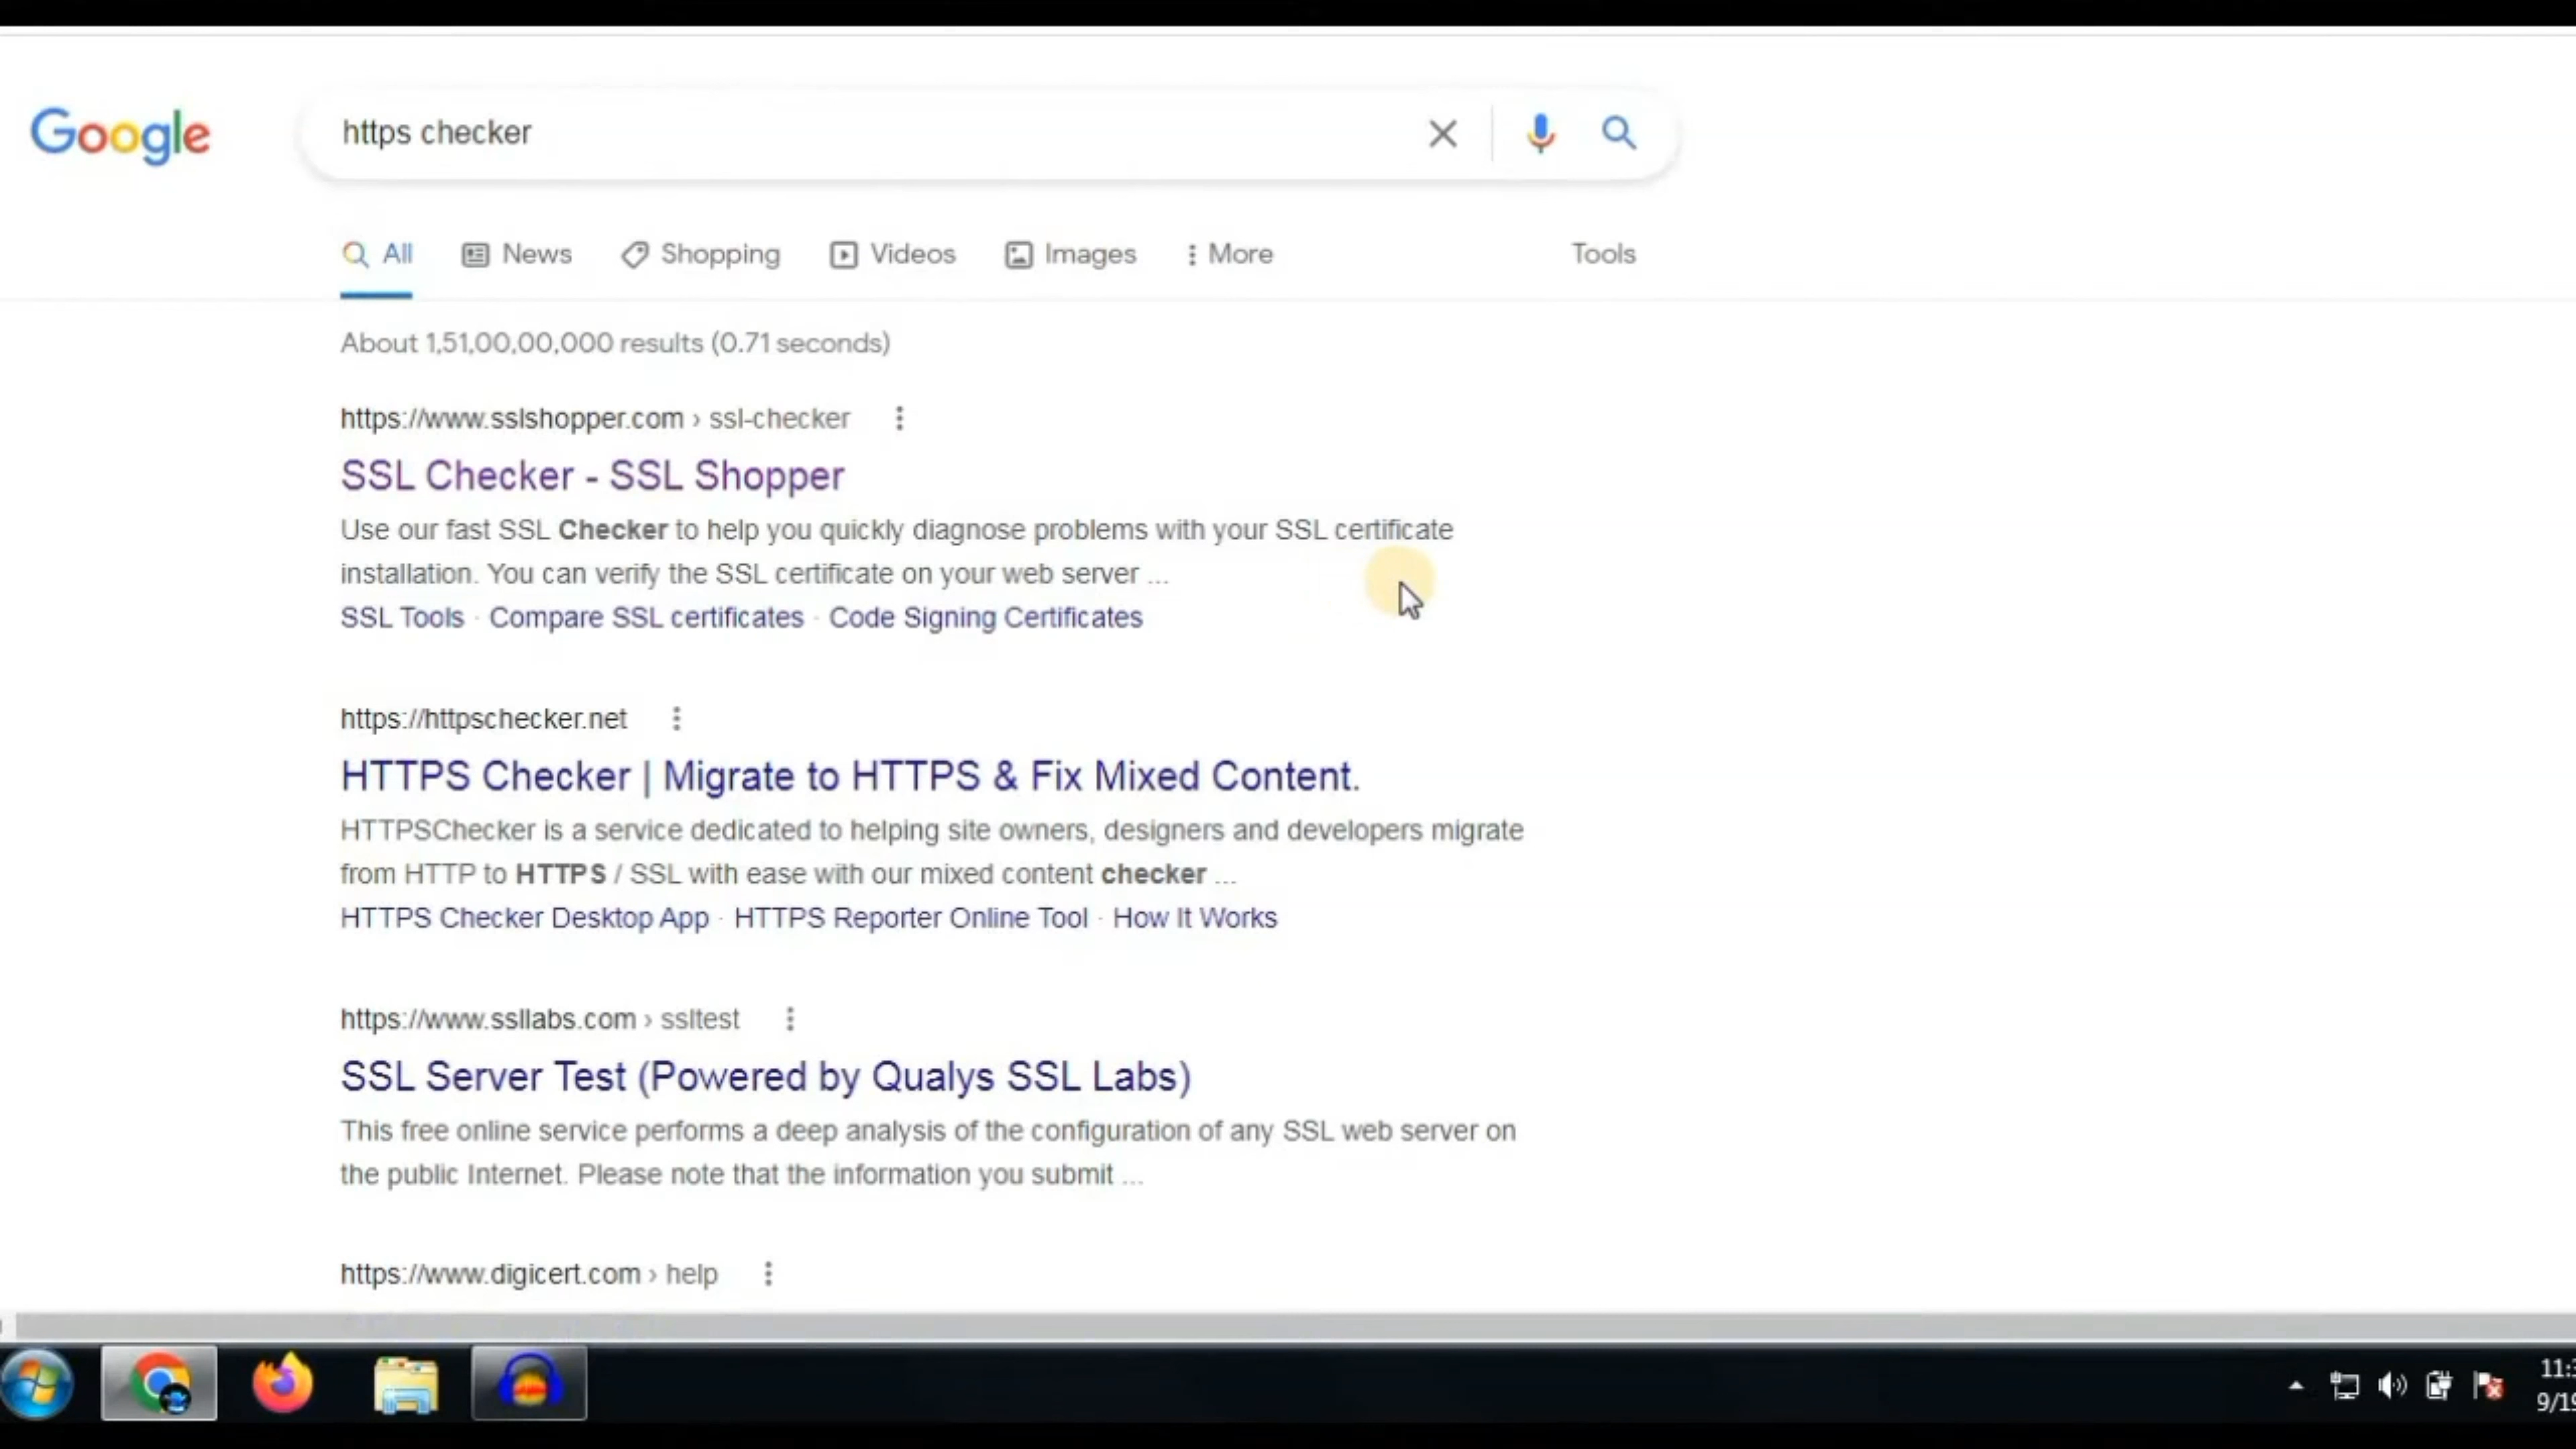 Google
https checker
All News Shopping Videos Images More Tools
About 1,51,00,00,000 results (0.71 seconds)
https://www.sslshopper.com › ssl-checker
SSL Checker - SSL Shopper
Use our fast SSL Checker to help you quickly diagnose problems with your SSL certificate
installation. You can verify the SSL certificate on your web server ...
SSL Tools · Compare SSL certificates · Code Signing Certificates
https://httpschecker.net
HTTPS Checker | Migrate to HTTPS & Fix Mixed Content.
HTTPSChecker is a service dedicated to helping site owners, designers and developers migrate
from HTTP to HTTPS / SSL with ease with our mixed content checker ...
HTTPS Checker Desktop App · HTTPS Reporter Online Tool · How It Works
https://www.ssllabs.com › ssltest
SSL Server Test (Powered by Qualys SSL Labs)
This free online service performs a deep analysis of the configuration of any SSL web server on
the public Internet. Please note that the information you submit ...
https://www.digicert.com › help
11:3
9/19